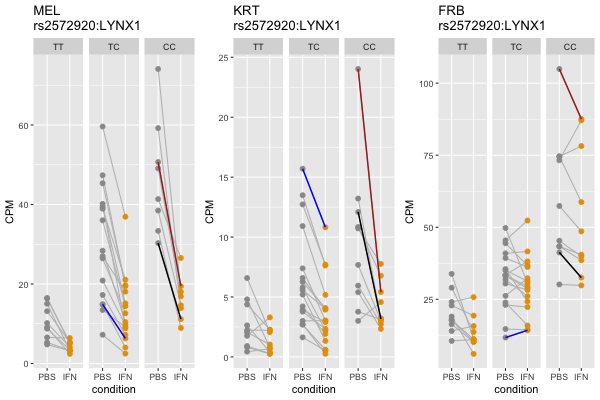 MEL
rs2572920:LYNX1
TT TC CC
60
40
20
0
CPM
PBS IFN PBS IFN PBS IFN
condition
KRT
rs2572920:LYNX1
TT TC CC
25
20
15
10
5
0
CPM
PBS IFN PBS IFN PBS IFN
condition
FRB
rs2572920:LYNX1
TT TC CC
100
75
50
25
CPM
PBS IFN PBS IFN PBS IFN
condition